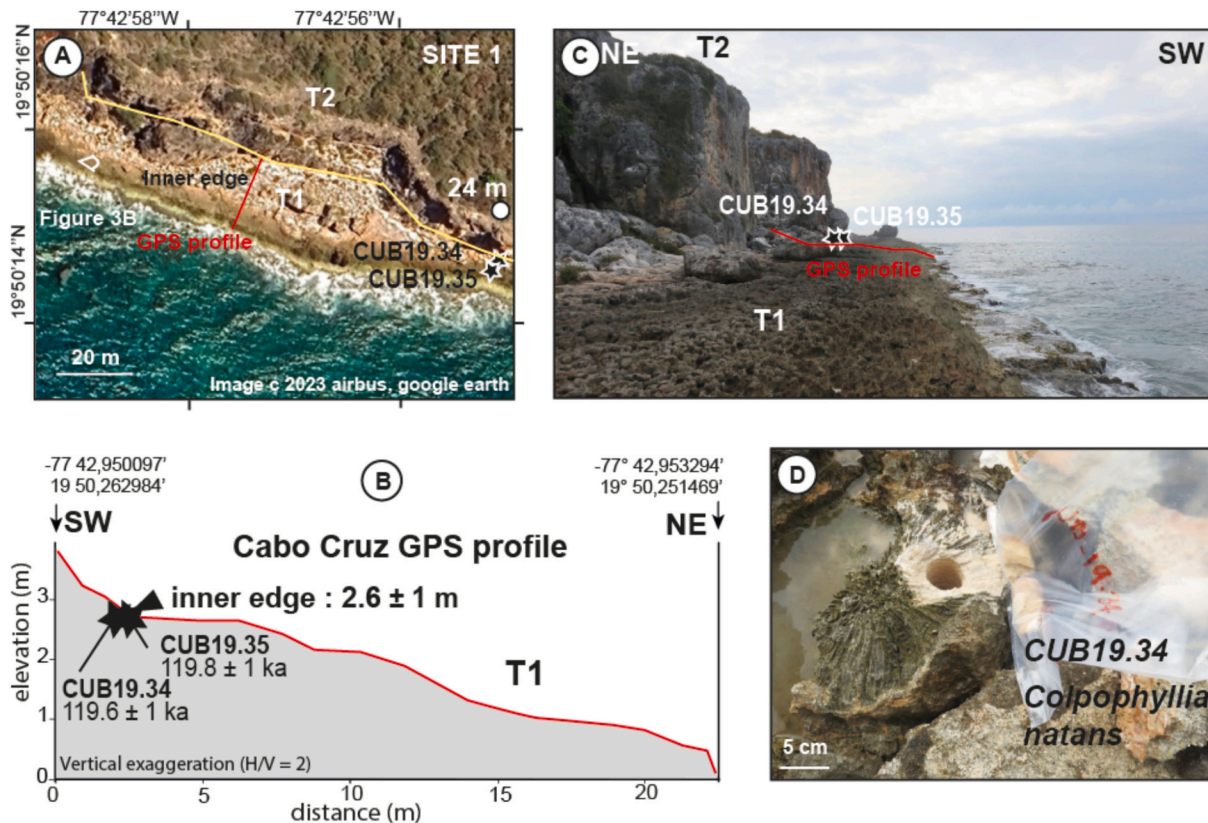 77°42'58"W
77°42'56"W
19°50'16"N
19°50'14"N
A
SITE 1
T2
Inner edge
T1
24 m
Figure 3B
GPS profile
CUB19.34
CUB19.35
20 m
Image c 2023 airbus, google earth
C NE
T2
SW
CUB19.34
CUB19.35
GPS profile
T1
-77 42,950097'
19 50,262984'
B
-77° 42,953294'
19° 50,251469'
SW
NE
Cabo Cruz GPS profile
inner edge : 2.6 ± 1 m
CUB19.35
119.8 ± 1 ka
CUB19.34
119.6 ± 1 ka
T1
elevation (m)
3
2
1
0
Vertical exaggeration (H/V = 2)
0
5
10
15
20
distance (m)
D
CUB19.34
Colpophyllia
natans
5 cm